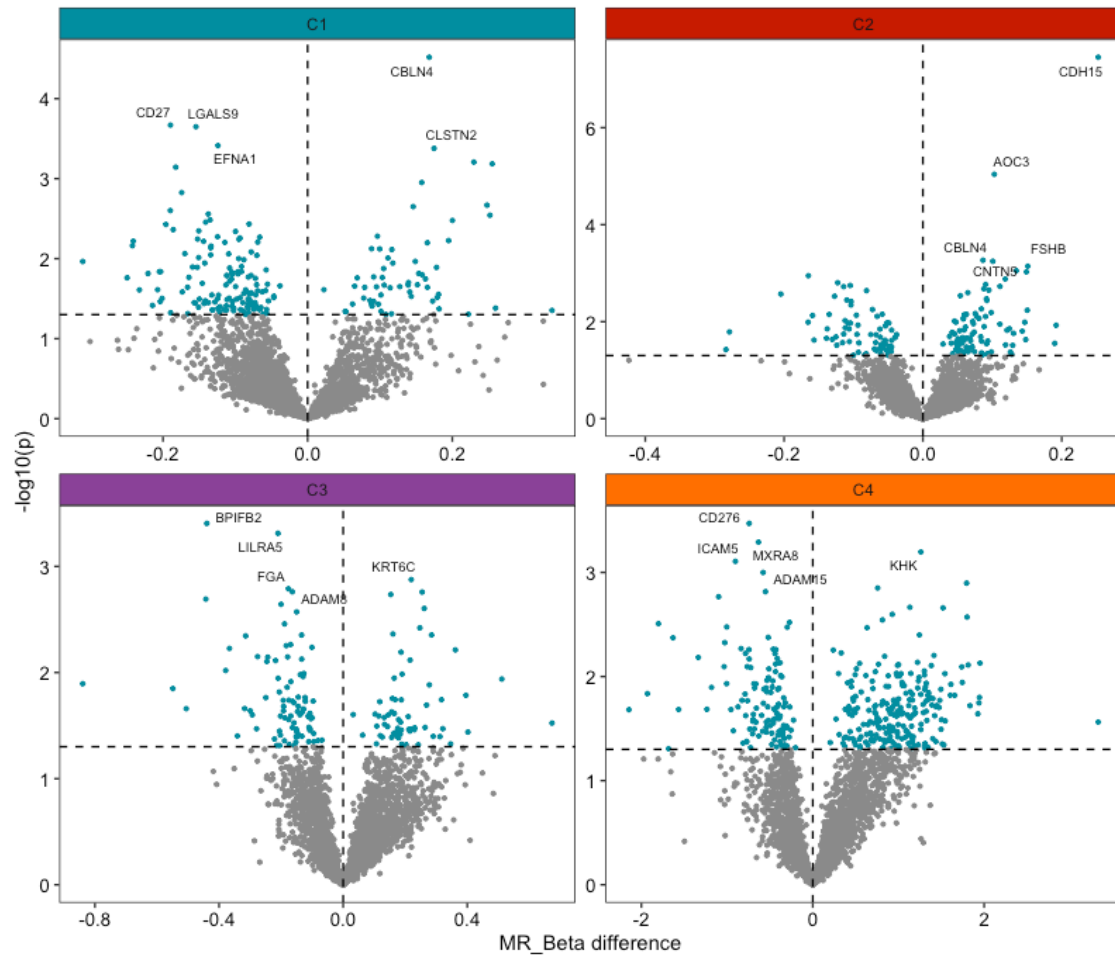 C1
C2
CBLN4
CD27
LGALS9
EFNA1
CLSTN2
4
3
2
1
0
-0.2
0.0
0.2
CDH15
AOC3
CBLN4
FSHB
CNTN5
6
4
2
0
-0.4
-0.2
0.0
0.2
-log10(p)
C3
C4
BPIFB2
LILRA5
FGA
ADAM8
KRT6C
3
2
1
0
-0.8
-0.4
0.0
0.4
CD276
ICAM5
MXRA8
ADAM15
KHK
3
2
1
0
-2
0
2
MR_Beta difference